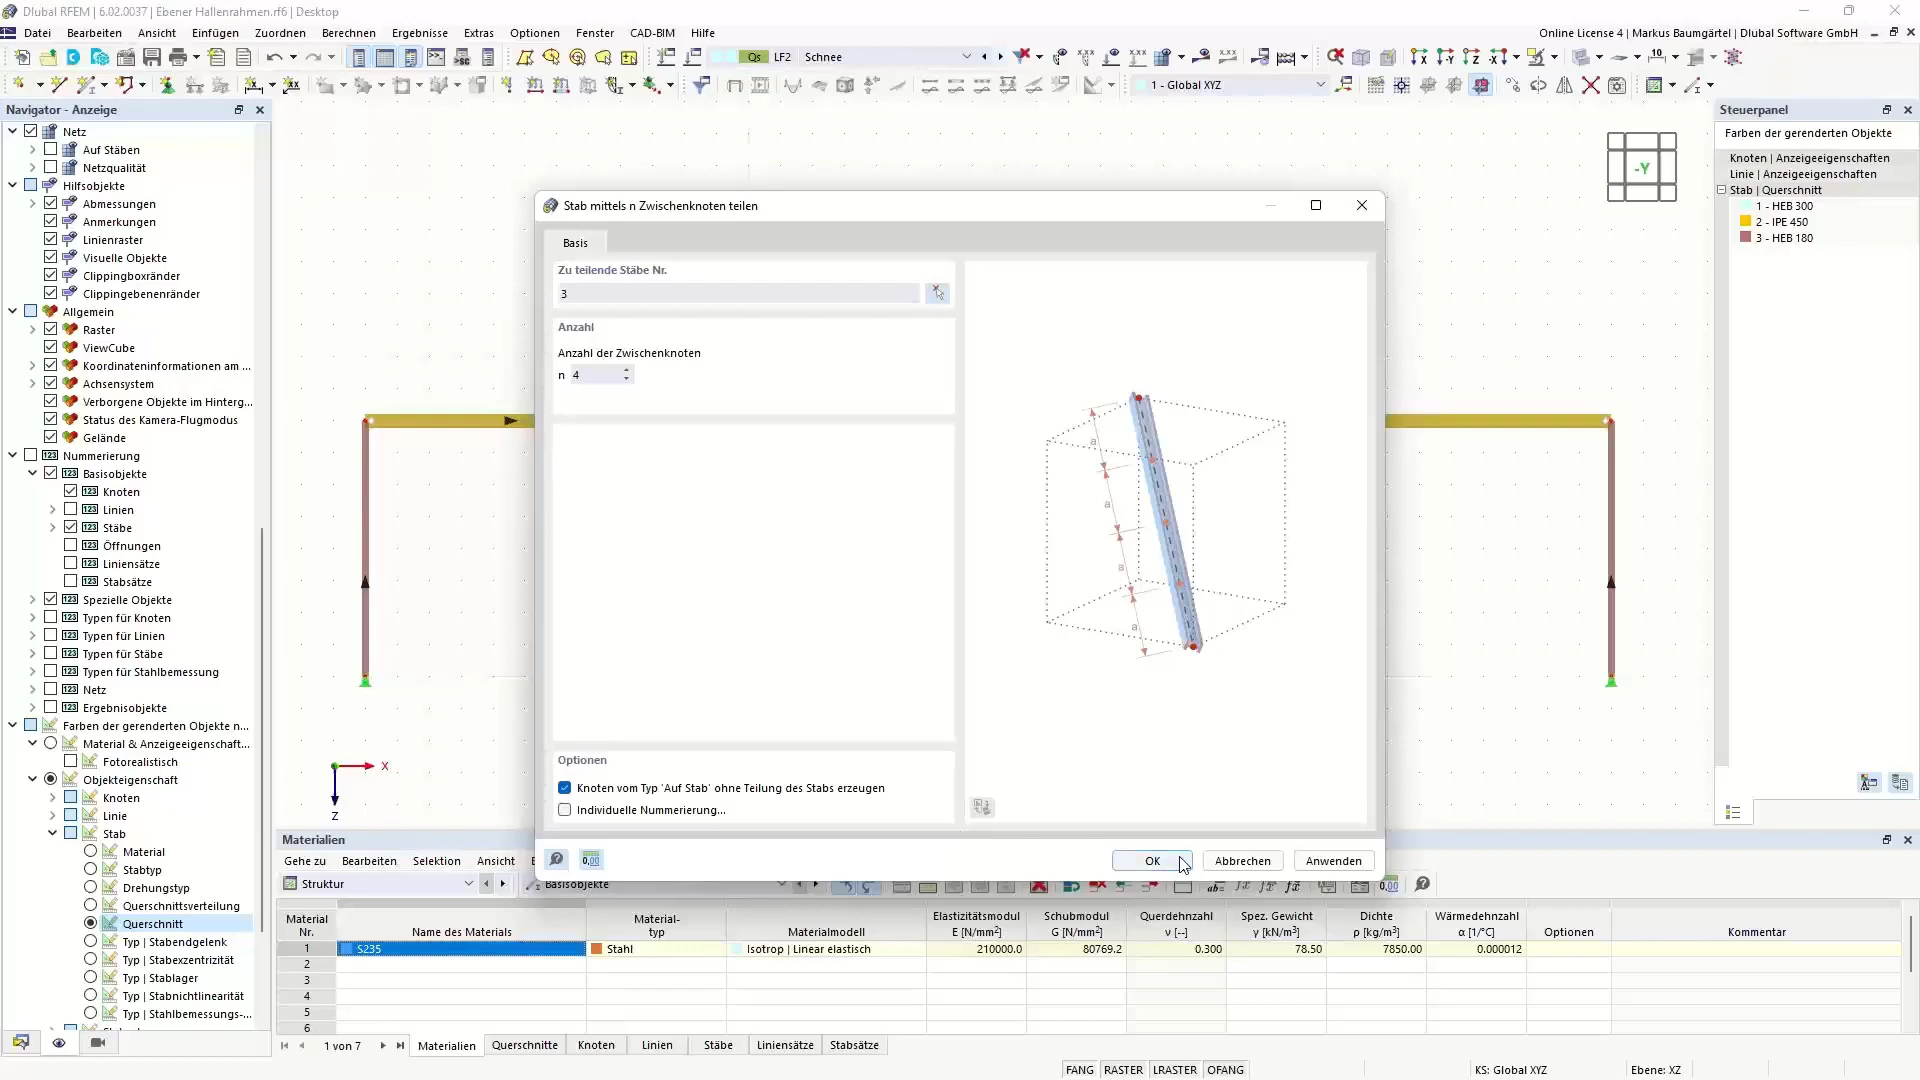 Dlubal RFEM | 6.02.0037 | Ebener Hallenrahmen.rf6 | Desktop
Datei Bearbeiten Ansicht Einfügen Zuordnen Berechnen Ergebnisse Extras Optionen Fenster CAD-BIM Hilfe
Online License 4 | Markus Baumgärtel | Dlubal Software GmbH
Qs LF2 Schnee
1 - Global XYZ
Navigator - Anzeige
Netz
Auf Stäben
Netzqualität
Hilfsobjekte
Abmessungen
Anmerkungen
Linienraster
Visuelle Objekte
Clippingboxränder
Clippingebenenränder
Allgemein
Raster
ViewCube
Koordinateninformationen am ...
Achsensystem
Verborgene Objekte im Hinterg...
Status des Kamera-Flugmodus
Gelände
Nummerierung
Basisobjekte
Knoten
Linien
Stäbe
Öffnungen
Liniensätze
Stabsätze
Spezielle Objekte
Typen für Knoten
Typen für Linien
Typen für Stäbe
Typen für Stahlbemessung
Netz
Ergebnisobjekte
Farben der gerenderten Objekte n...
Material & Anzeigeeigenschaft...
Fotorealistisch
Objekteigenschaft
Knoten
Linie
Stab
Material
Stabtyp
Drehungstyp
Querschnittsverteilung
Querschnitt
Typ | Stabendgelenk
Typ | Stabexzentrizität
Typ | Stablager
Typ | Stabnichtlinearität
Typ | Stahlbemessungs-...
X
Z
-Y
Stab mittels n Zwischenknoten teilen
Basis
Zu teilende Stäbe Nr.
3
Anzahl
Anzahl der Zwischenknoten
n 4
a
a
a
a
Optionen
Knoten vom Typ 'Auf Stab' ohne Teilung des Stabs erzeugen
Individuelle Nummerierung...
OK Abbrechen Anwenden
Steuerpanel
Farben der gerenderten Objekte
Knoten | Anzeigeeigenschaften
Linie | Anzeigeeigenschaften
Stab | Querschnitt
1 - HEB 300
2 - IPE 450
3 - HEB 180
Materialien
Gehe zu Bearbeiten Selektion Ansicht
Struktur
Basisobjekte
Material Nr. Name des Materials Material-typ Materialmodell Elastizitätsmodul E [N/mm²] Schubmodul G [N/mm²] Querdehnzahl ν [--] Spez. Gewicht γ [kN/m³] Dichte ρ [kg/m³] Wärmedehnzahl α [1/°C] Optionen Kommentar
1 S235 Stahl Isotrop | Linear elastisch 210000.0 80769.2 0.300 78.50 7850.00 0.000012
2
3
4
5
6
1 von 7 Materialien Querschnitte Knoten Linien Stäbe Liniensätze Stabsätze
FANG RASTER LRASTER OFANG KS: Global XYZ Ebene: XZ